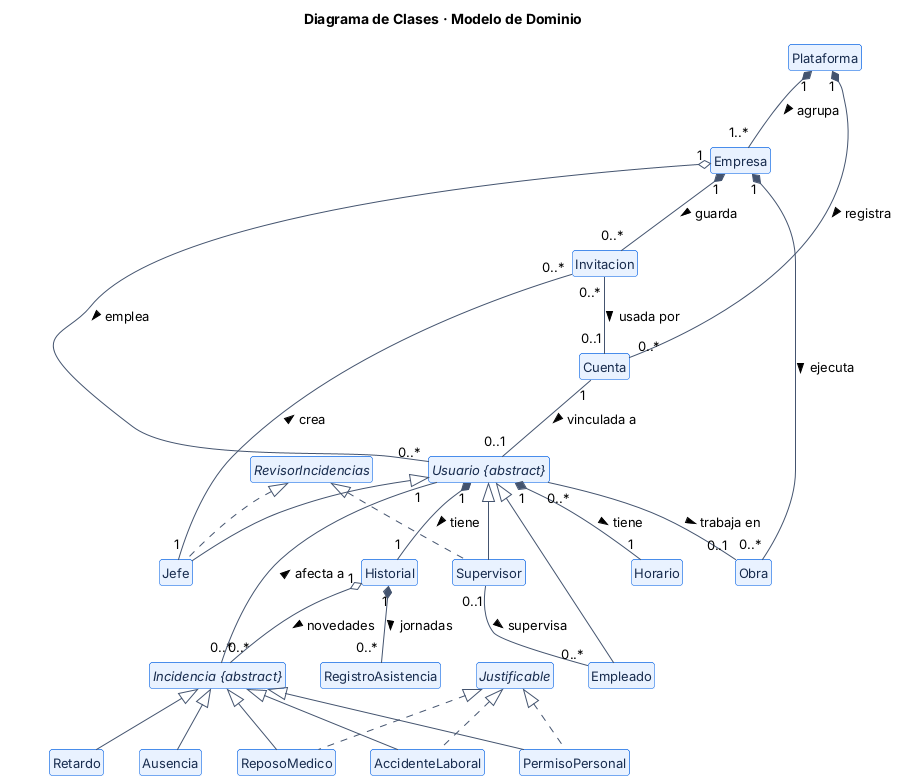 Diagrama de Clases · Modelo de Dominio
Plataforma
1 1
agrupa
1..*
1 Empresa
1 1
guarda
registra
0..*
0..* Invitacion
0..*
emplea
usada por
0..1
0..*
Cuenta
ejecuta
1
crea
vinculada a
0..1
0..*
RevisorIncidencias
Usuario {abstract}
1 1 1 0..*
tiene
tiene
trabaja en
1 1 1 0..1 0..*
Jefe
Historial
Supervisor
Horario
Obra
afecta a
1 1 0..1
novedades
jornadas
supervisa
0..* 0..* 0..* 0..*
Incidencia {abstract}
RegistroAsistencia
Justificable
Empleado
Retardo
Ausencia
ReposoMedico
AccidenteLaboral
PermisoPersonal